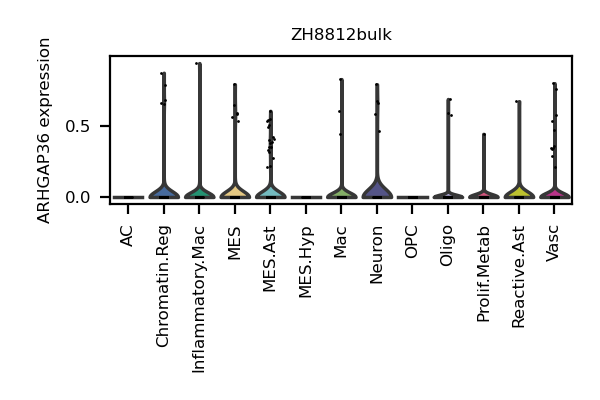 ZH8812bulk
ARHGAP36 expression
0.5
0.0
AC
Chromatin.Reg
Inflammatory.Mac
MES
MES.Ast
MES.Hyp
Mac
Neuron
OPC
Oligo
Prolif.Metab
Reactive.Ast
Vasc